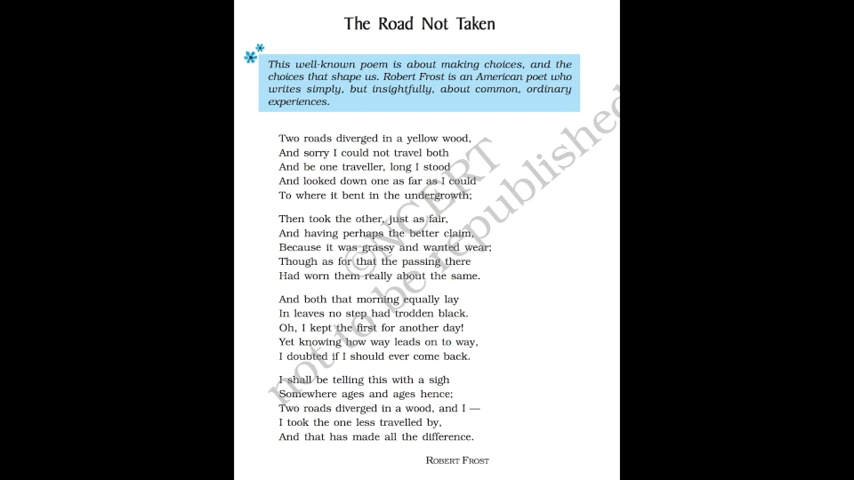 The Road Not Taken
This well-known poem is about making choices, and the
choices that shape us. Robert Frost is an American poet who
writes simply, but insightfully, about common, ordinary
experiences.
Two roads diverged in a yellow wood,
And sorry I could not travel both
And be one traveller, long I stood
And looked down one as far as I could
To where it bent in the undergrowth;
Then took the other, just as fair,
And having perhaps the better claim,
Because it was grassy and wanted wear;
Though as for that the passing there
Had worn them really about the same.
And both that morning equally lay
In leaves no step had trodden black.
Oh, I kept the first for another day!
Yet knowing how way leads on to way,
I doubted if I should ever come back.
I shall be telling this with a sigh
Somewhere ages and ages hence;
Two roads diverged in a wood, and I —
I took the one less travelled by,
And that has made all the difference.
ROBERT FROST
©NCERT
not to be republished